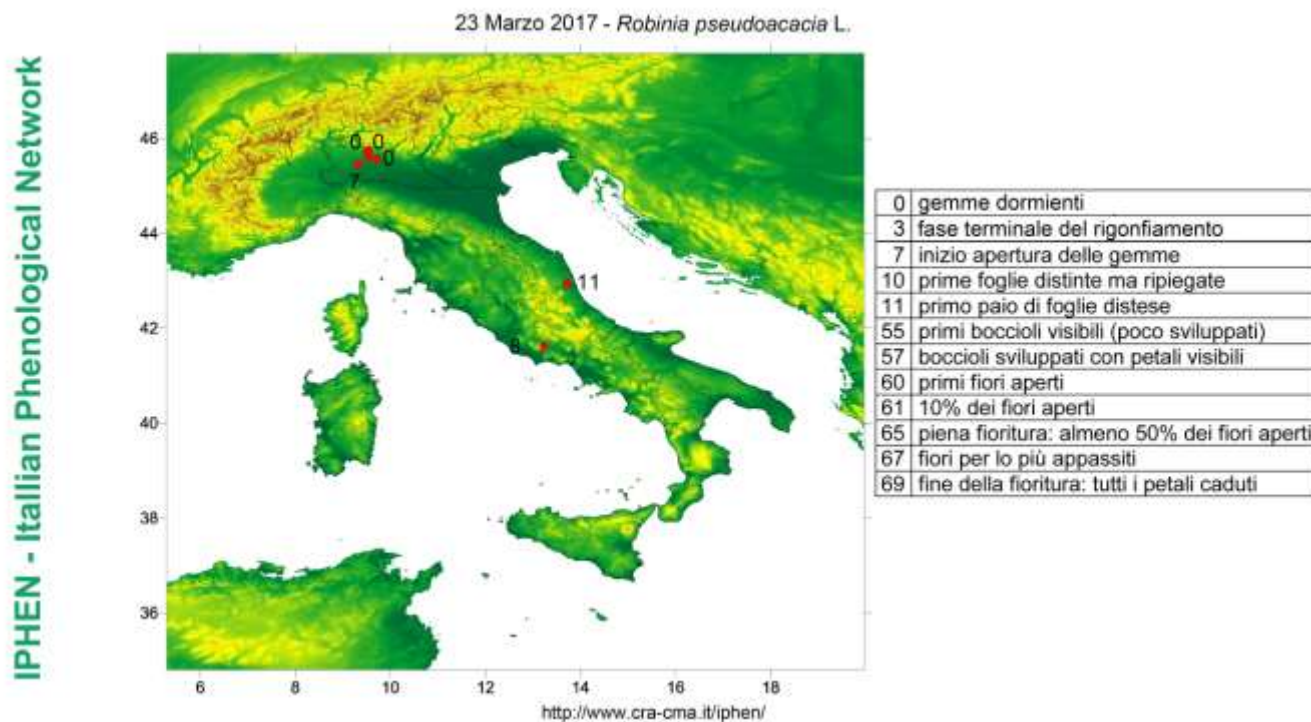 23 Marzo 2017 - Robinia pseudoacacia L.
IPHEN - Itallian Phenological Network
46
44
42
40
38
36
6 8 10 12 14 16 18
0 0
0
7
11
http://www.cra-cma.it/iphen/
0 gemme dormienti
3 fase terminale del rigonfiamento
7 inizio apertura delle gemme
10 prime foglie distinte ma ripiegate
11 primo paio di foglie distese
55 primi boccioli visibili (poco sviluppati)
57 boccioli sviluppati con petali visibili
60 primi fiori aperti
61 10% dei fiori aperti
65 piena fioritura: almeno 50% dei fiori aperti
67 fiori per lo più appassiti
69 fine della fioritura: tutti i petali caduti